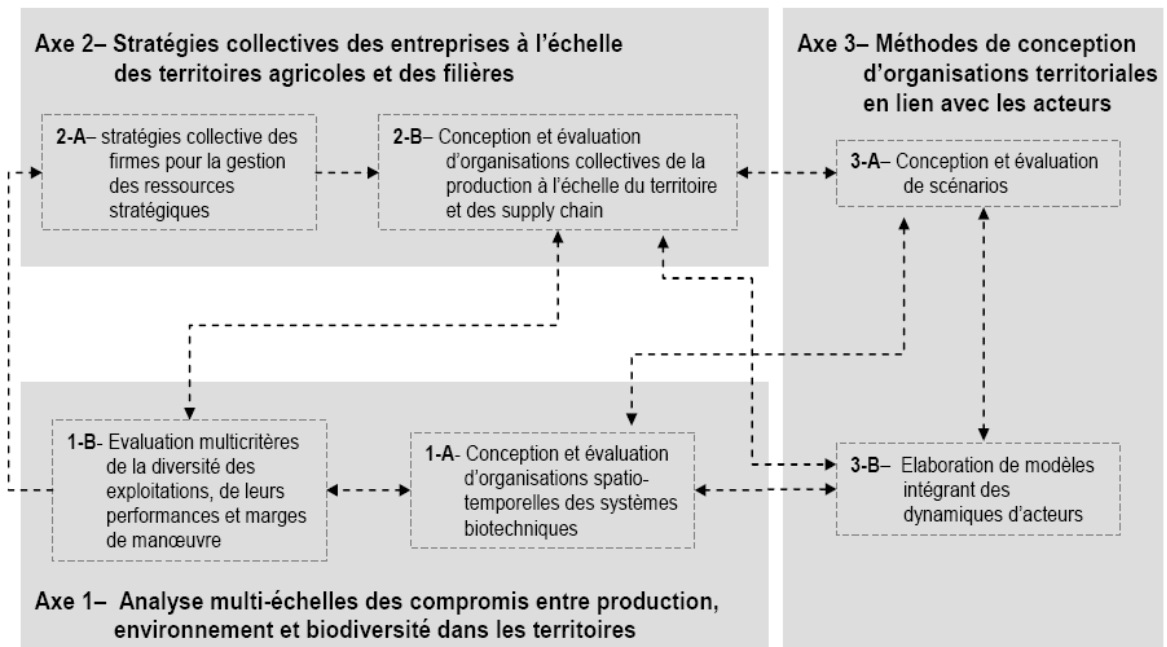 Axe 2– Stratégies collectives des entreprises à l'échelle
des territoires agricoles et des filières
2-A– stratégies collective des
firmes pour la gestion
des ressources
stratégiques
2-B– Conception et évaluation
d'organisations collectives de la
production à l'échelle du territoire
et des supply chain
Axe 3– Méthodes de conception
d'organisations territoriales
en lien avec les acteurs
3-A– Conception et évaluation
de scénarios
1-B- Evaluation multicritères
de la diversité des
exploitations, de leurs
performances et marges
de manœuvre
1-A- Conception et évaluation
d'organisations spatio-
temporelles des systèmes
biotechniques
3-B– Elaboration de modèles
intégrant des
dynamiques d'acteurs
Axe 1– Analyse multi-échelles des compromis entre production,
environnement et biodiversité dans les territoires